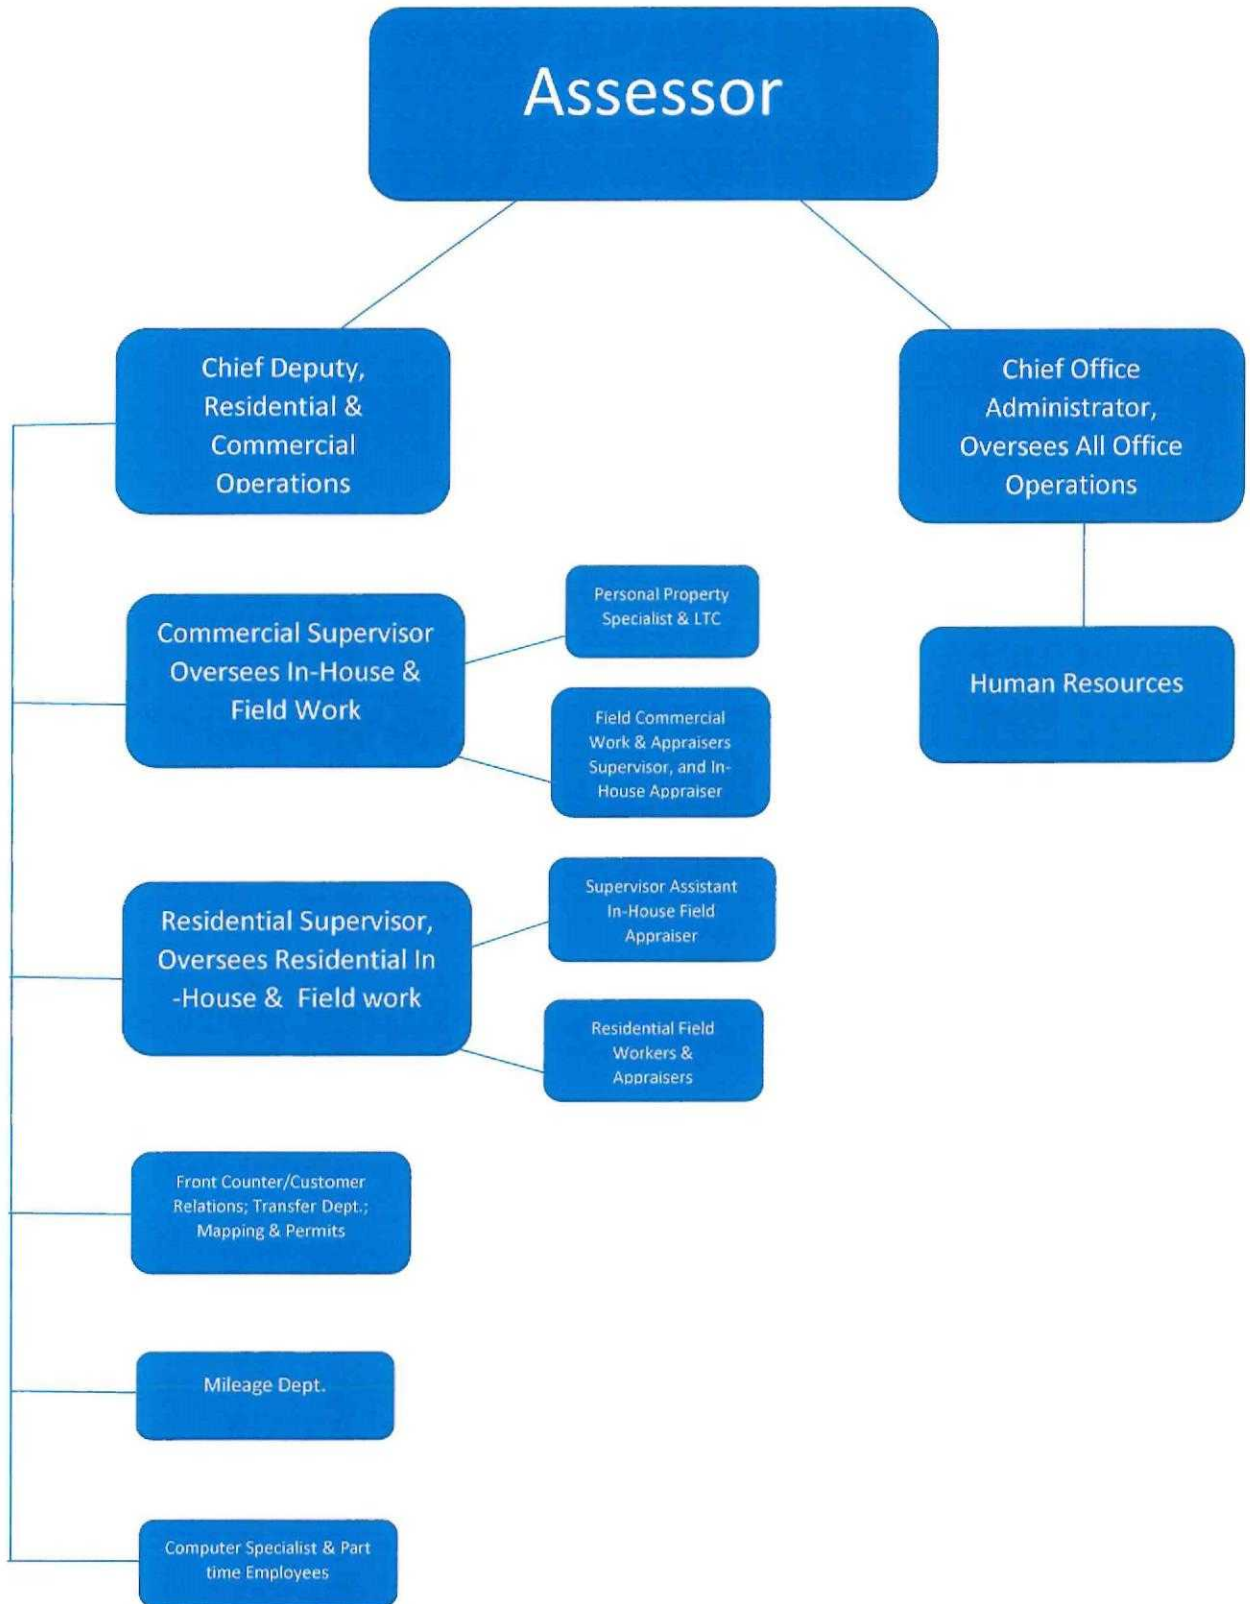 Assessor
Chief Deputy,
Residential &
Commercial
Operations
Chief Office
Administrator,
Oversees All Office
Operations
Commercial Supervisor
Oversees In-House &
Field Work
Personal Property
Specialist & LTC
Field Commercial
Work & Appraisers
Supervisor, and In-
House Appraiser
Human Resources
Residential Supervisor,
Oversees Residential In
-House & Field work
Supervisor Assistant
In-House Field
Appraiser
Residential Field
Workers &
Appraisers
Front Counter/Customer
Relations; Transfer Dept.;
Mapping & Permits
Mileage Dept.
Computer Specialist & Part
time Employees